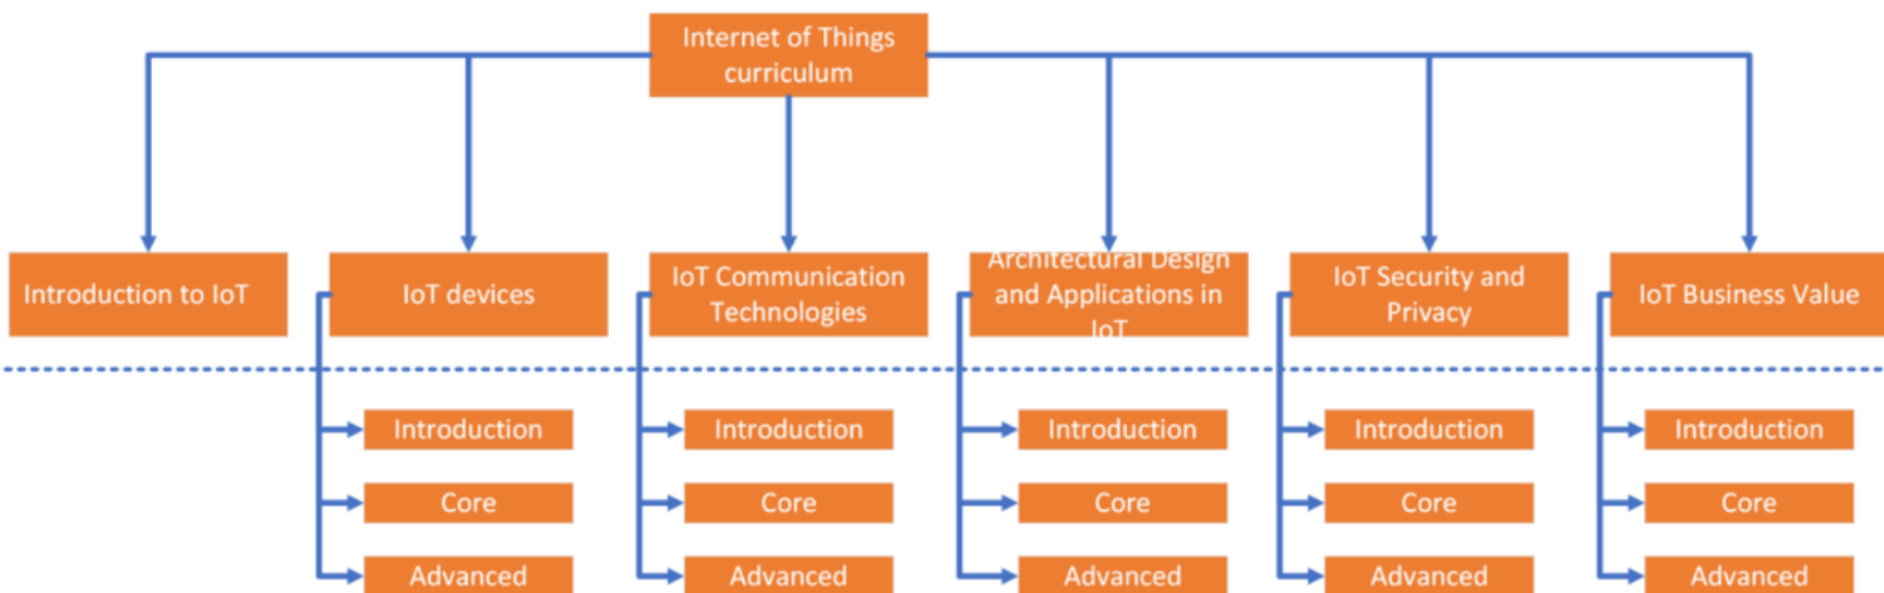 Internet of Things
curriculum
Introduction to IoT
IoT devices
IoT Communication
Technologies
Architectural Design
and Applications in
IoT
IoT Security and
Privacy
IoT Business Value
Introduction
Introduction
Introduction
Introduction
Introduction
Core
Core
Core
Core
Core
Advanced
Advanced
Advanced
Advanced
Advanced